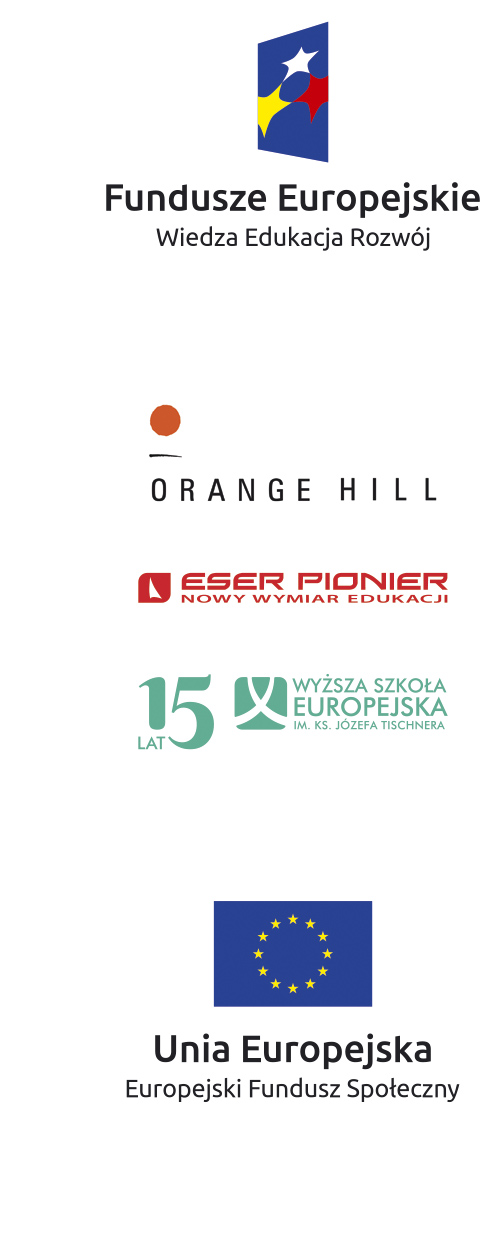 Fundusze Europejskie
Wiedza Edukacja Rozwój
ORANGE HILL
ESER PIONIER
NOWY WYMIAR EDUKACJI
15
LAT
WYŻSZA SZKOŁA
EUROPEJSKA
IM. KS. JÓZEFA TISCHNERA
Unia Europejska
Europejski Fundusz Społeczny